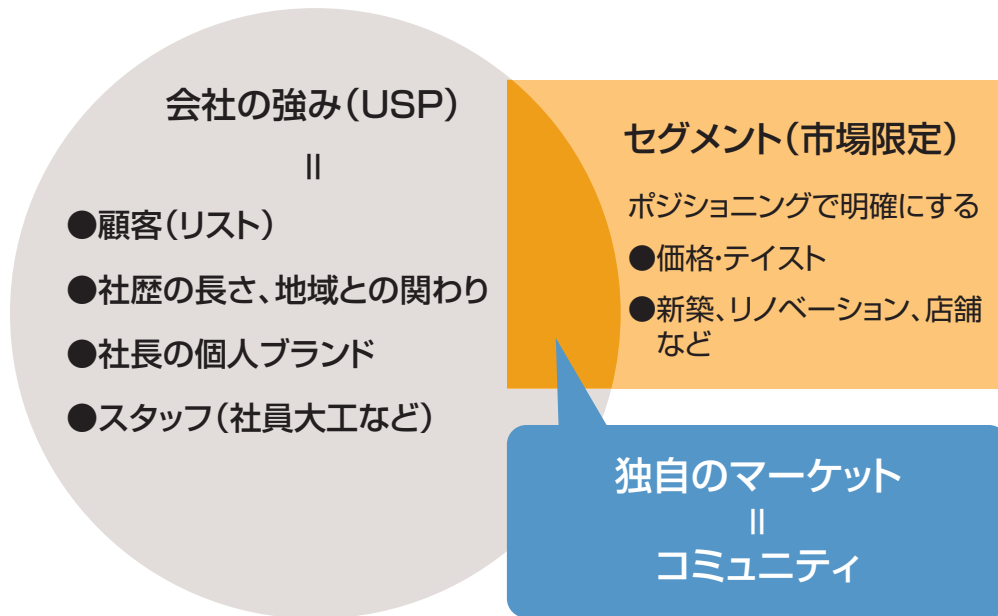 会社の強み(USP)
＝
●顧客(リスト)
●社歴の長さ、地域との関わり
●社長の個人ブランド
●スタッフ(社員大工など)
セグメント(市場限定)
ポジショニングで明確にする
●価格・テイスト
●新築、リノベーション、店舗
など
独自のマーケット
＝
コミュニティ